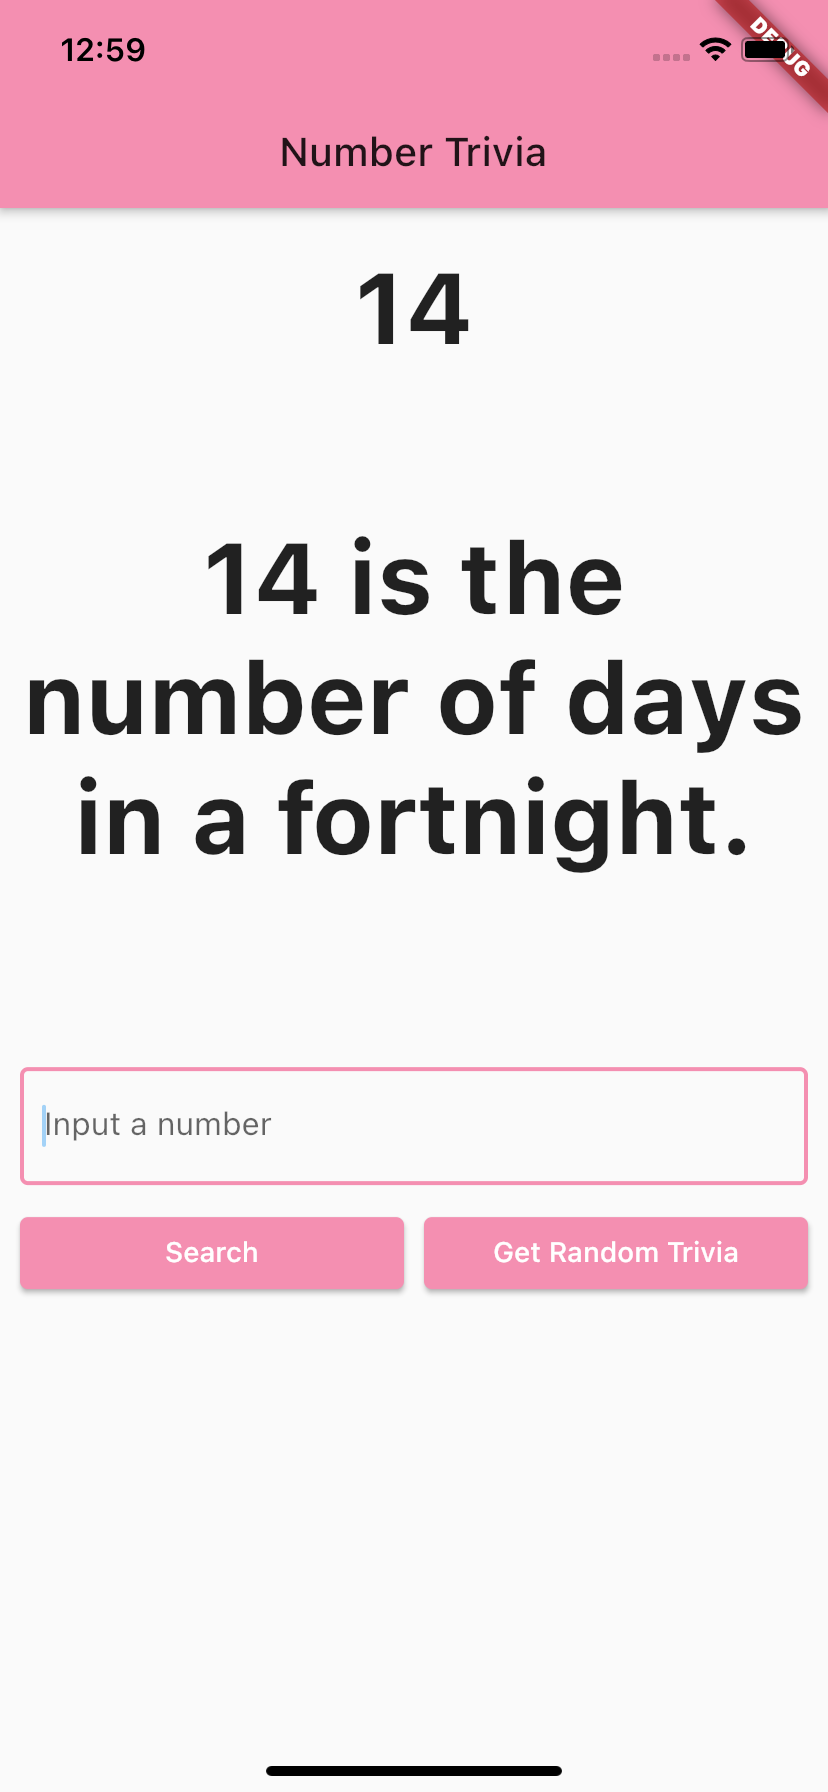 12:59
DEBUG
Number Trivia
14
14 is the
number of days
in a fortnight.
Input a number
Search
Get Random Trivia